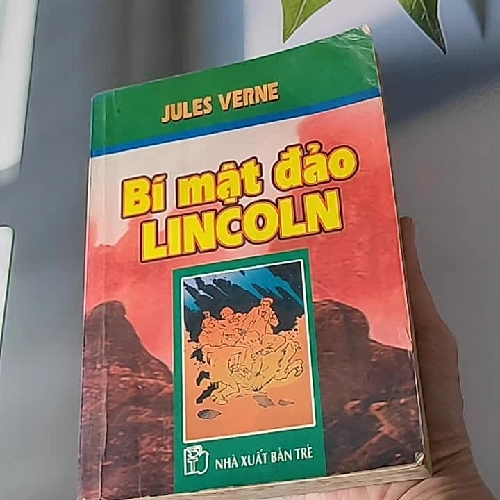 JULES VERNE
Bí mật đảo
LINCOLN
NHÀ XUẤT BẢN TRẺ